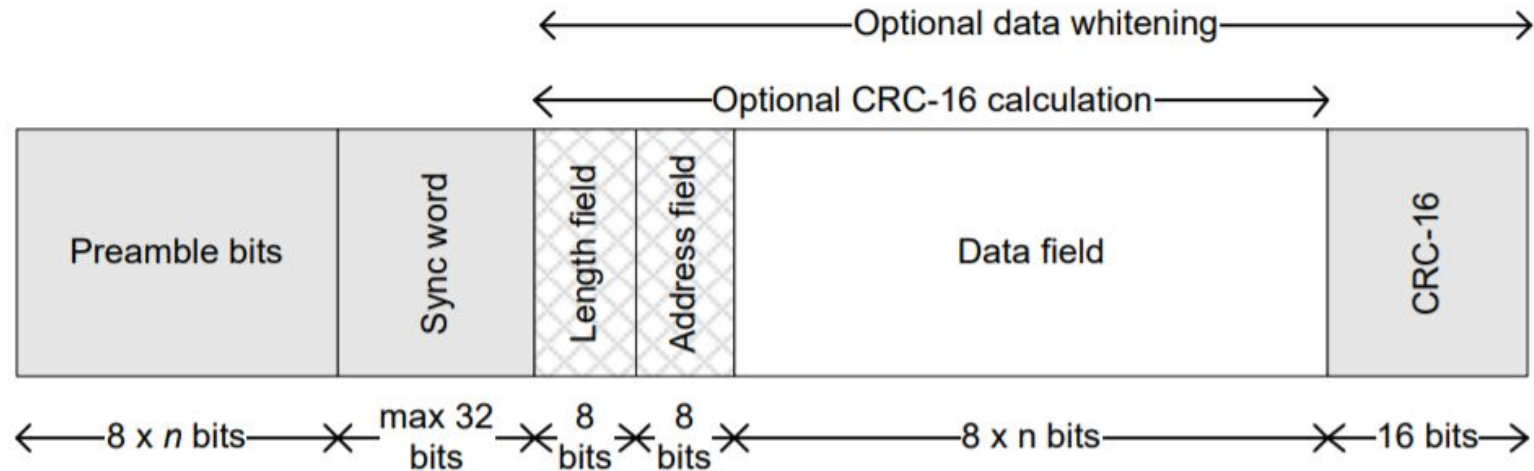 Optional data whitening
Optional CRC-16 calculation
Preamble bits
Sync word
Length field
Address field
Data field
CRC-16
8 x n bits
max 32
bits
8
bits
8
bits
8 x n bits
16 bits